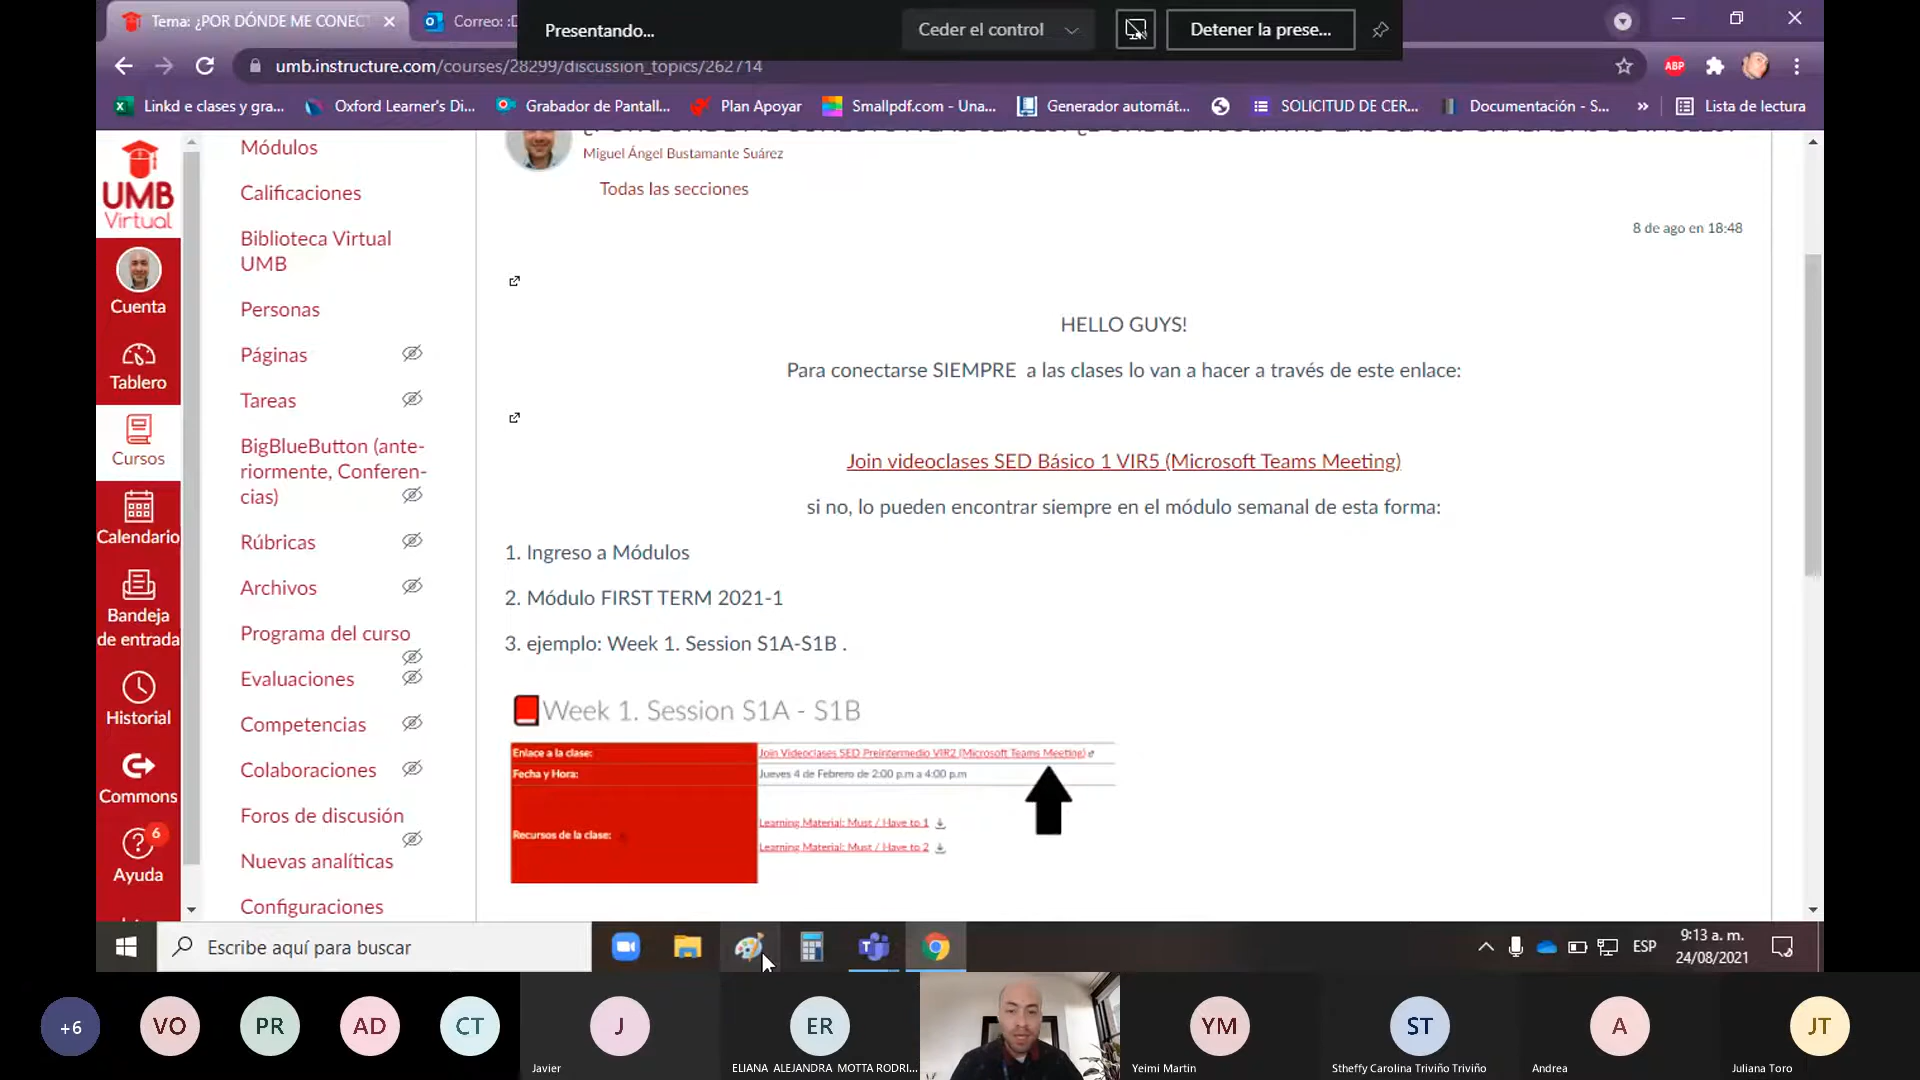 Tema: ¿POR DÓNDE ME CONECT
Correo:
Presentando...
Ceder el control
Detener la prese...
umb.instructure.com/courses/28299/discussion_topics/262714
ABP
Linkd e clases y gra...
Oxford Learner's Di...
Grabador de Pantall...
Plan Apoyar
Smallpdf.com - Una...
Generador automát...
SOLICITUD DE CER...
Documentación - S...
»
Lista de lectura
UMB
Virtual
Cuenta
Tablero
Cursos
Calendario
Bandeja
de entrada
Historial
Commons
6
Ayuda
Módulos
Calificaciones
Biblioteca Virtual
UMB
Personas
Páginas
Tareas
BigBlueButton (ante-
riormente, Conferen-
cias)
Rúbricas
Archivos
Programa del curso
Evaluaciones
Competencias
Colaboraciones
Foros de discusión
Nuevas analíticas
Configuraciones
Miguel Ángel Bustamante Suárez
Todas las secciones
8 de ago en 18:48
HELLO GUYS!
Para conectarse SIEMPRE a las clases lo van a hacer a través de este enlace:
Join videoclases SED Básico 1 VIR5 (Microsoft Teams Meeting)
si no, lo pueden encontrar siempre en el módulo semanal de esta forma:
1. Ingreso a Módulos
2. Módulo FIRST TERM 2021-1
3. ejemplo: Week 1. Session S1A-S1B .
Week 1. Session S1A - S1B
Enlace a la clase:
Join Videoclases SED Preintermedio VIR2 (Microsoft Teams Meeting)
Fecha y Hora:
Jueves 4 de Febrero de 2:00 p.m a 4:00 p.m
Recursos de la clase:
Learning Material: Must / Have to 1
Learning Material: Must / Have to 2
Escribe aquí para buscar
ESP
9:13 a. m.
24/08/2021
+6
VO
PR
AD
CT
J
Javier
ER
ELIANA ALEJANDRA MOTTA RODRI...
YM
Yeimi Martin
ST
Stheffy Carolina Triviño Triviño
A
Andrea
JT
Juliana Toro